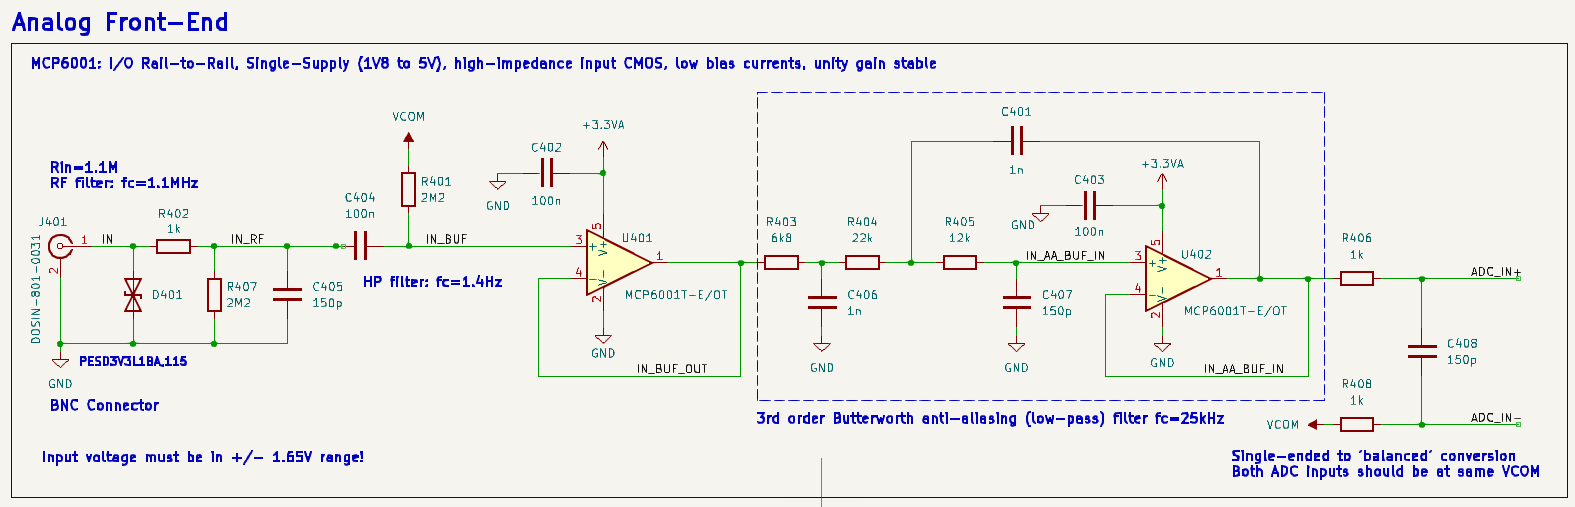 Analog Front-End
MCP6001: I/O Rail-to-Rail, Single-Supply (1V8 to 5V), high-impedance input CMOS, low bias currents, unity gain stable
Rin=1.1M
RF filter: fc=1.1MHz
J401
1
2
DOSIN-801-0031
IN
R402
1k
IN_RF
D401
PESD3V3L1BA,115
R407
2M2
C405
150p
GND
BNC Connector
Input voltage must be in +/- 1.65V range!
C404
100n
VCOM
R401
2M2
IN_BUF
HP filter: fc=1.4Hz
C402
100n
GND
+3.3VA
U401
3
4
5
2
1
+
-
V+
V-
MCP6001T-E/OT
GND
IN_BUF_OUT
R403
6k8
C406
1n
GND
R404
22k
C401
1n
R405
12k
IN_AA_BUF_IN
C407
150p
GND
C403
100n
GND
+3.3VA
U402
3
4
5
2
1
+
-
V+
V-
MCP6001T-E/OT
GND
IN_AA_BUF_IN
3rd order Butterworth anti-aliasing (low-pass) filter fc=25kHz
R406
1k
ADC_IN+
C408
150p
R408
1k
VCOM
ADC_IN-
Single-ended to 'balanced' conversion
Both ADC inputs should be at same VCOM